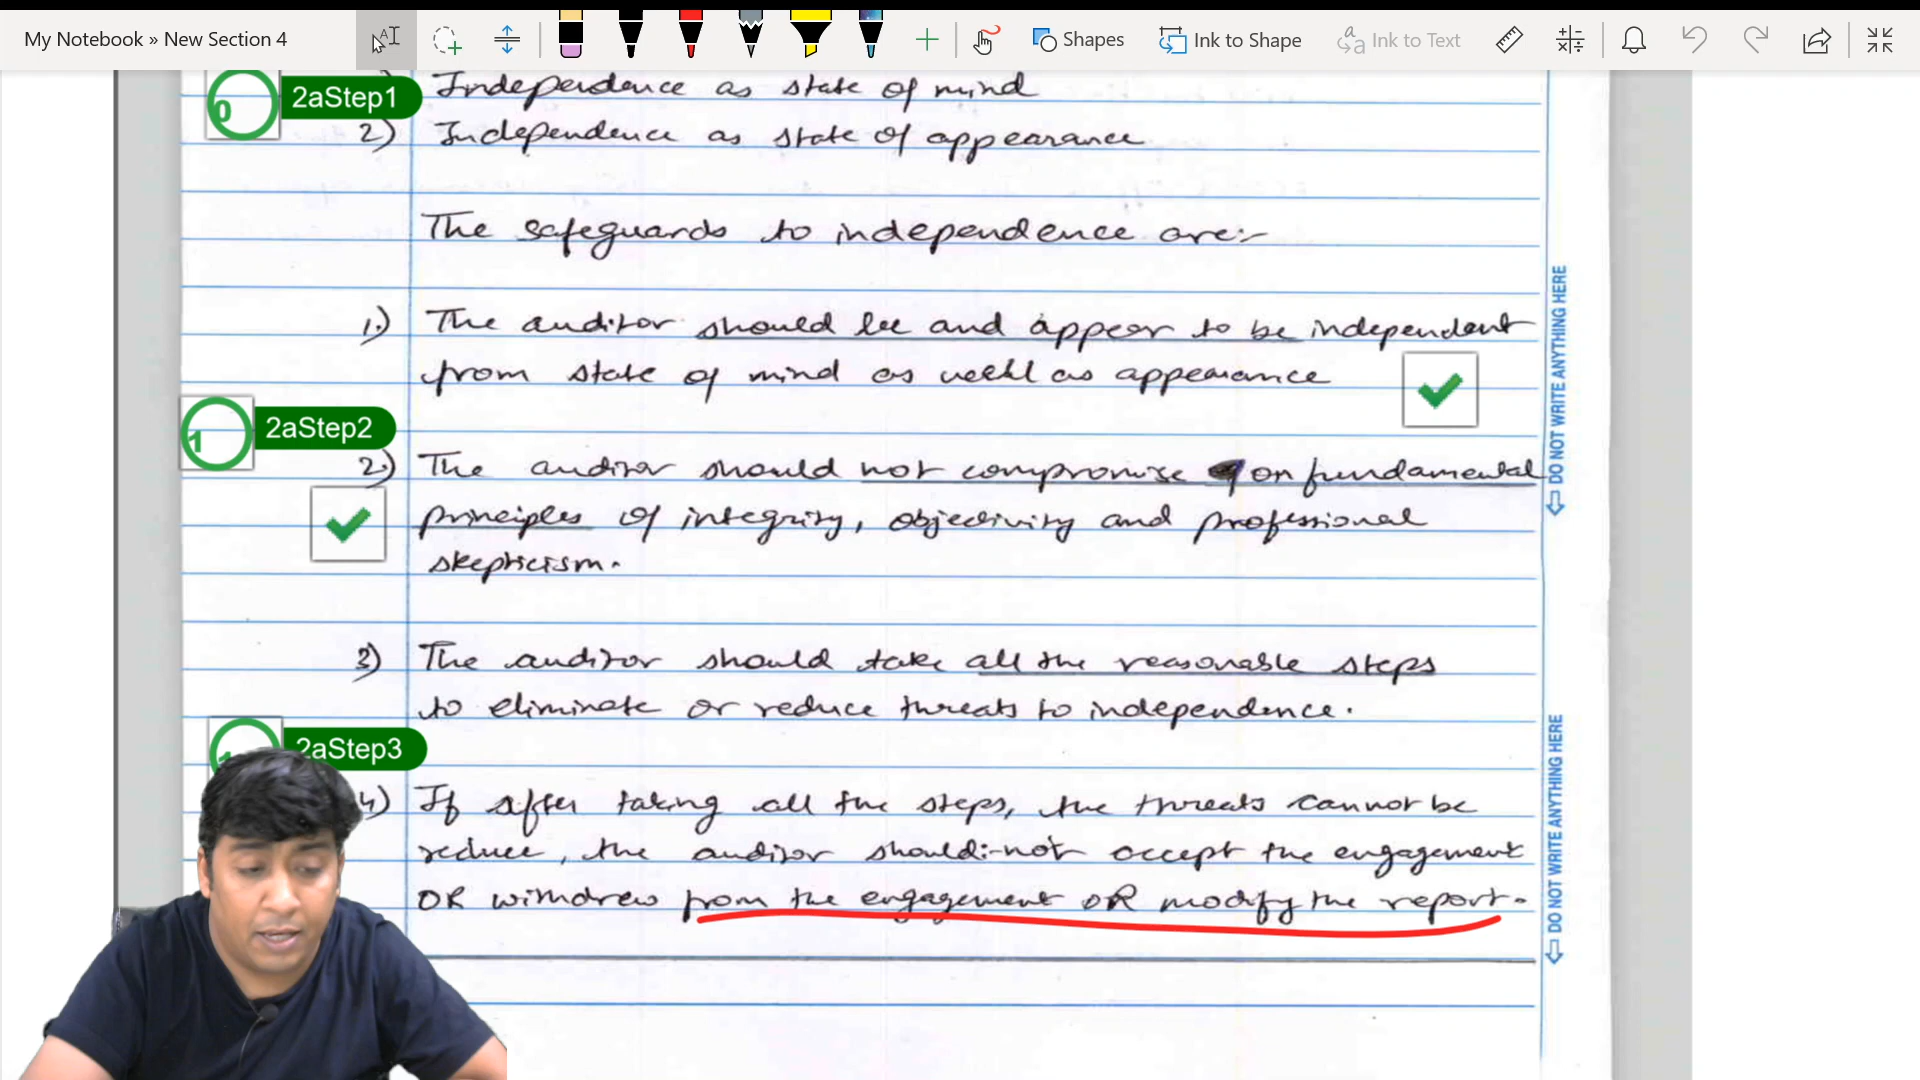 My Notebook » New Section 4
Shapes
Ink to Shape
Ink to Text
0
2aStep1
Independence as state of mind
2) Independence as state of appearance
The safeguards to independence are:-
1.) The auditor should be and appear to be independent
from state of mind as well as appearance
1
2aStep2
2.) The auditor should not compromise on fundamental
principles of integrity, objectivity and professional
skepticism.
3) The auditor should take all the reasonable steps
to eliminate or reduce threats to independence.
2aStep3
4) If after taking all the steps, the threats cannot be
reduce, the auditor should:- not accept the engagement
OR withdrew from the engagement OR modify the report.
DO NOT WRITE ANYTHING HERE
DO NOT WRITE ANYTHING HERE